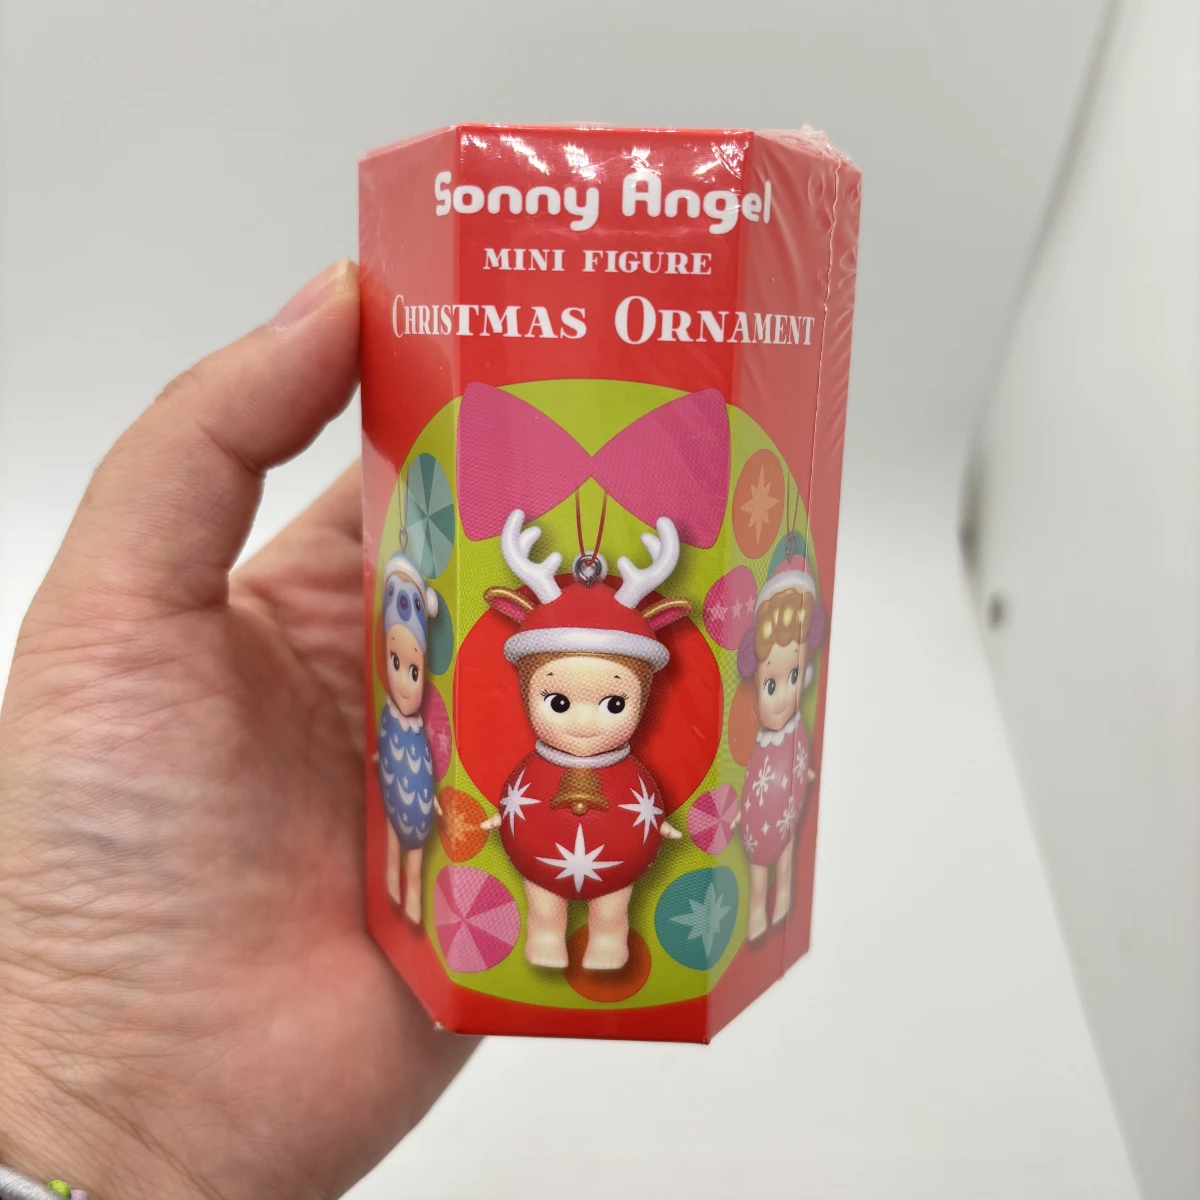 Sonny Angel
MINI FIGURE
CHRISTMAS ORNAMENT